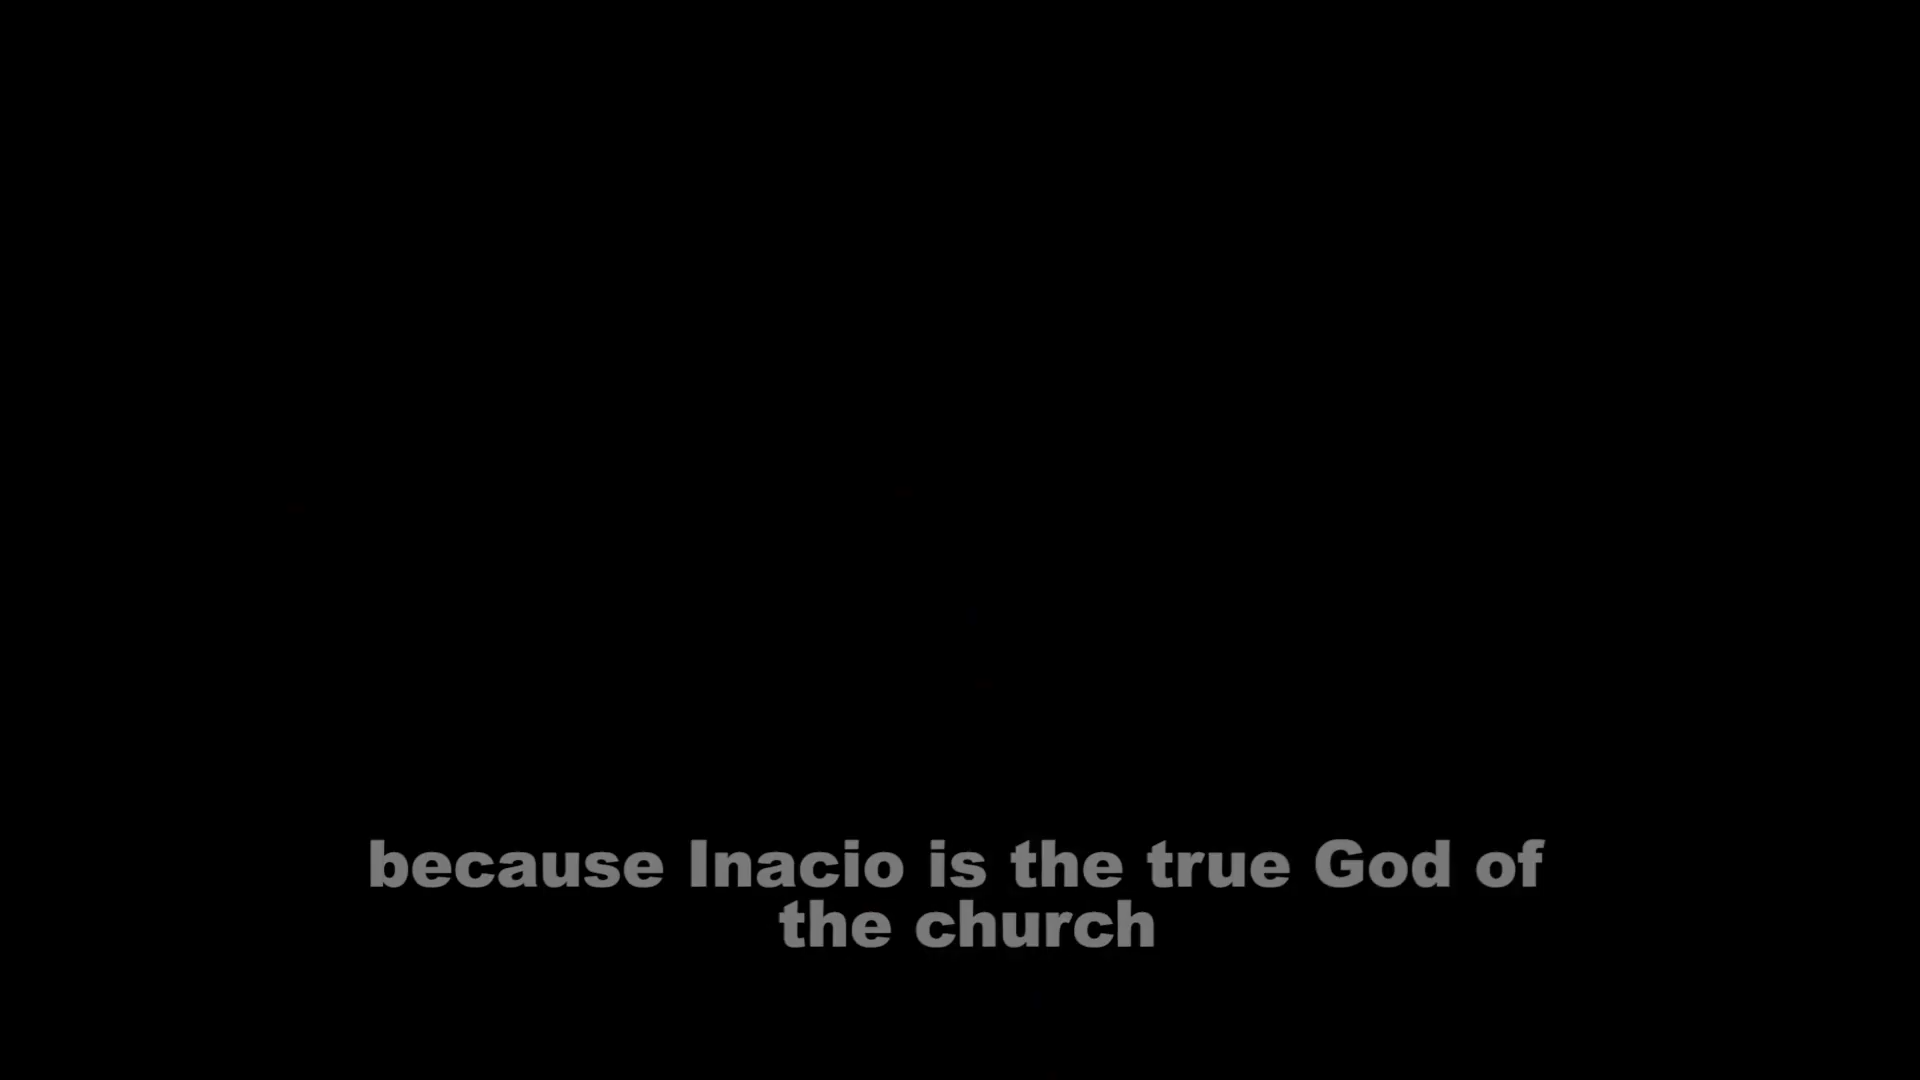 because Inacio is the true God of
the church